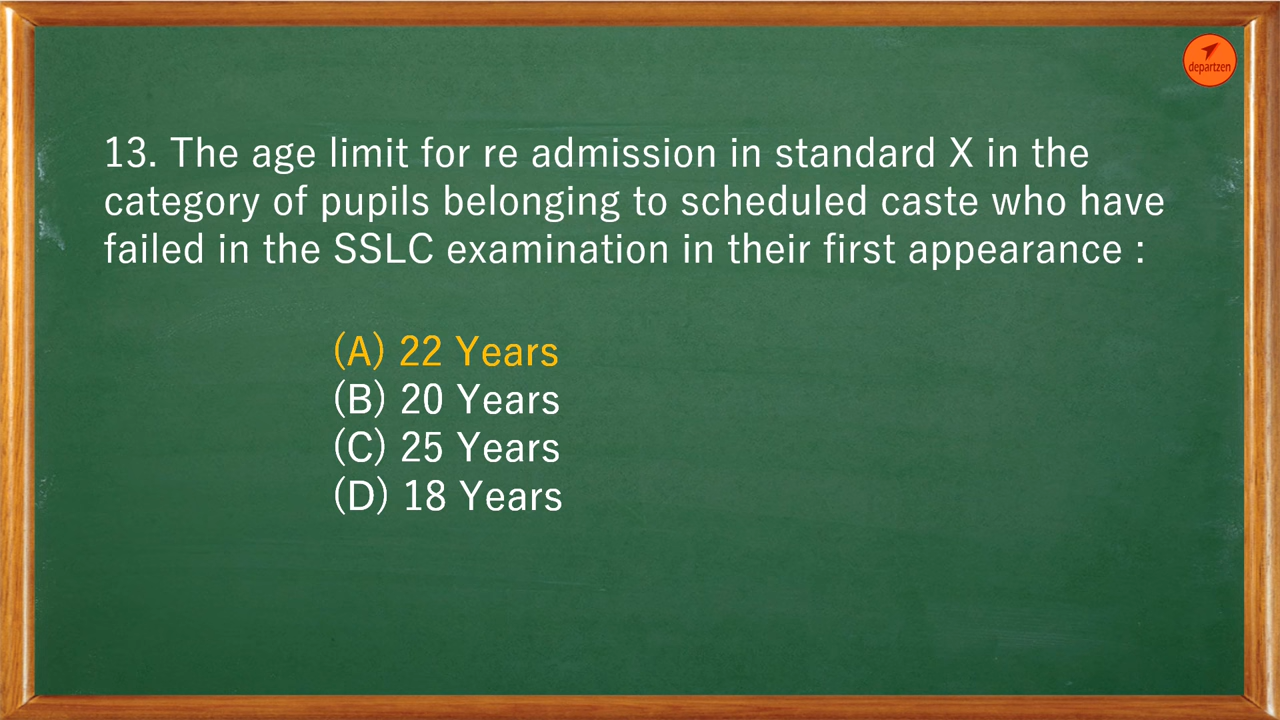 departzen
13. The age limit for re admission in standard X in the
category of pupils belonging to scheduled caste who have
failed in the SSLC examination in their first appearance :
(A) 22 Years
(B) 20 Years
(C) 25 Years
(D) 18 Years